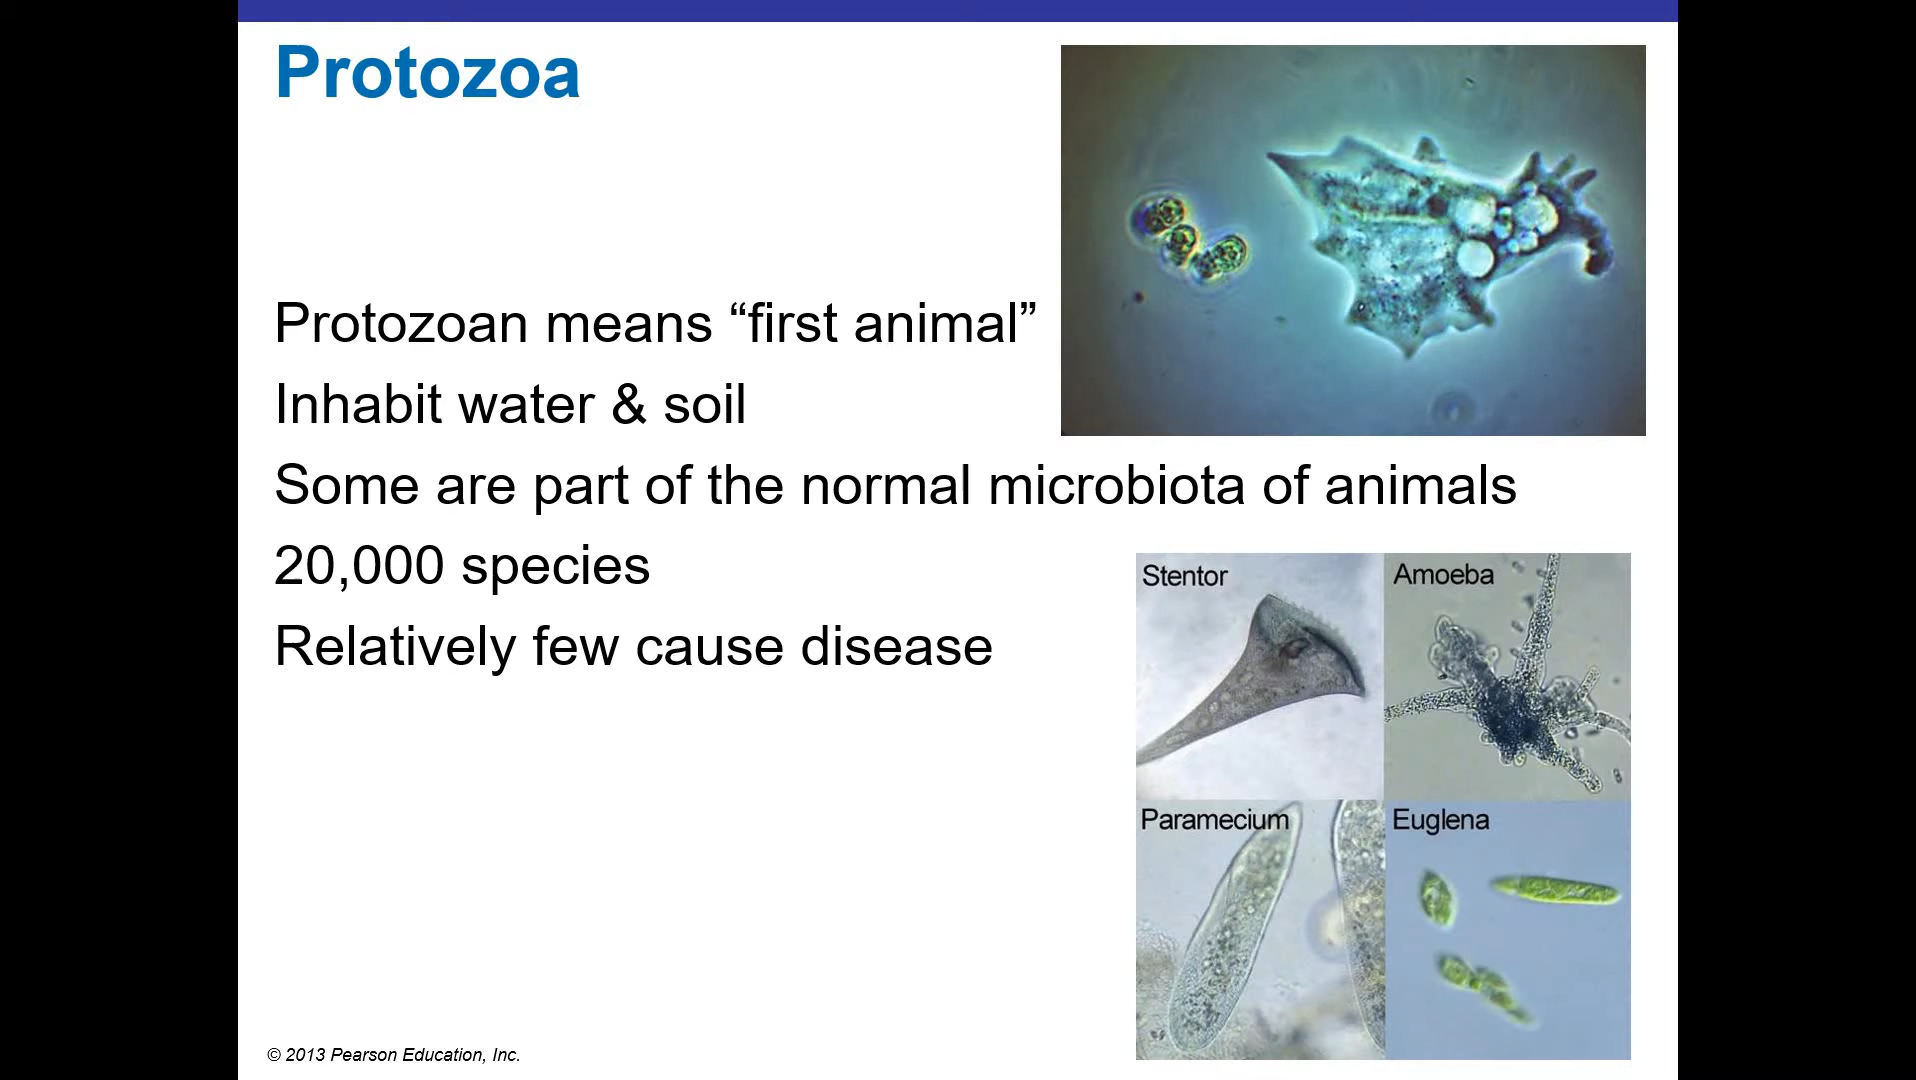 Protozoa
Protozoan means “first animal”
Inhabit water & soil
Some are part of the normal microbiota of animals
20,000 species
Relatively few cause disease
Stentor
Amoeba
Paramecium
Euglena
© 2013 Pearson Education, Inc.